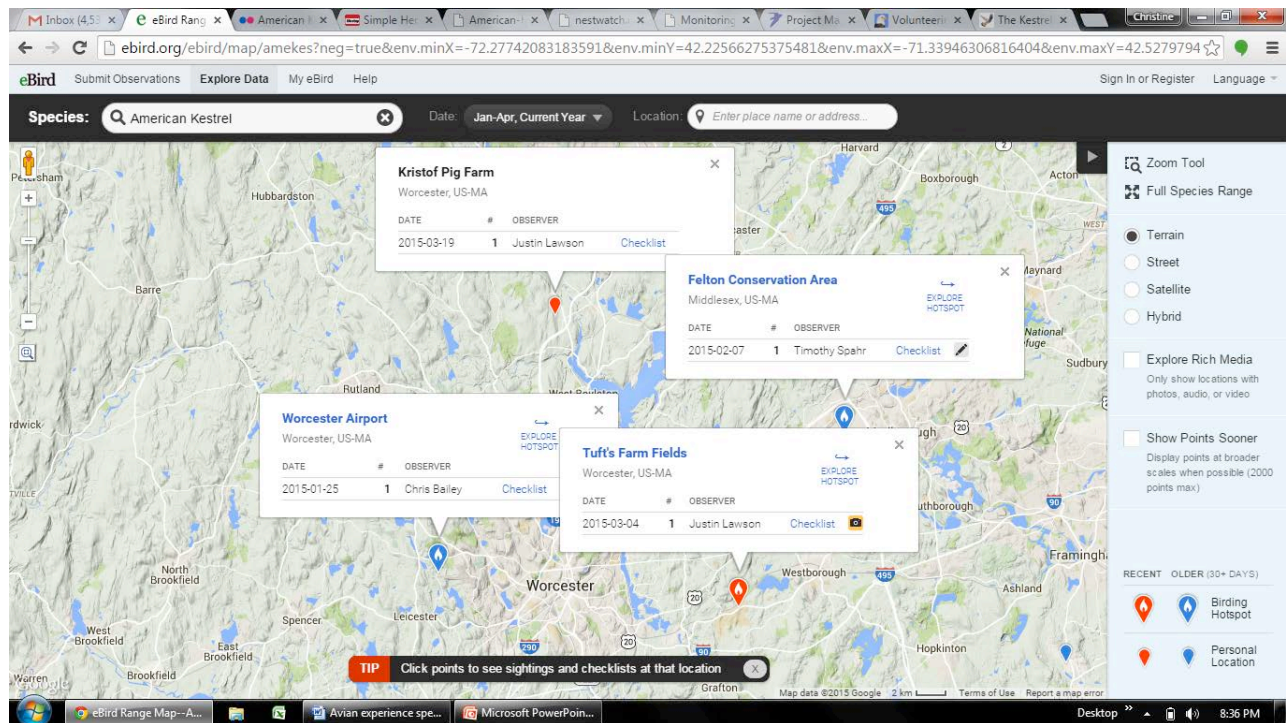 Inbox (4,53
eBird Rang
American K
Simple Her
American-
nestwatch.
Monitoring
Project Ma
Volunteeri
The Kestre
Christine
ebird.org/ebird/map/amekes?neg=true&env.minX=-72.27742083183591&env.minY=42.22566275375481&env.maxX=-71.33946306816404&env.maxY=42.5279794
eBird Submit Observations Explore Data My eBird Help Sign In or Register Language
Species: American Kestrel Date: Jan-Apr, Current Year Location: Enter place name or address...
Hubbardston
Harvard
2
Boxborough
Acton
495
Maynard
Barre
National
Sudbury
Rutland
20
90
Framingh
North
Brookfield
Worcester
Westborough
495
Ashland
20
Spencer
Leicester
West
Brookfield
East
Brookfield
290
20
90
Hopkinton
Warren
Brookfield
Grafton
Kristof Pig Farm
Worcester, US-MA
DATE # OBSERVER
2015-03-19 1 Justin Lawson Checklist
Felton Conservation Area
Middlesex, US-MA
EXPLORE
HOTSPOT
DATE # OBSERVER
2015-02-07 1 Timothy Spahr Checklist
Worcester Airport
Worcester, US-MA
EXPLORE
HOTSPOT
DATE # OBSERVER
2015-01-25 1 Chris Bailey Checklist
Tuft's Farm Fields
Worcester, US-MA
EXPLORE
HOTSPOT
DATE # OBSERVER
2015-03-04 1 Justin Lawson Checklist
TIP Click points to see sightings and checklists at that location X
Google
Map data ©2015 Google 2 km Terms of Use Report a map error
Zoom Tool
Full Species Range
Terrain
Street
Satellite
Hybrid
Explore Rich Media
Only show locations with
photos, audio, or video
Show Points Sooner
Display points at broader
scales when possible (2000
points max)
RECENT OLDER (30+ DAYS)
Birding
Hotspot
Personal
Location
eBird Range Map--A...
Avian experience spe...
Microsoft PowerPoin...
Desktop » 8:36 PM